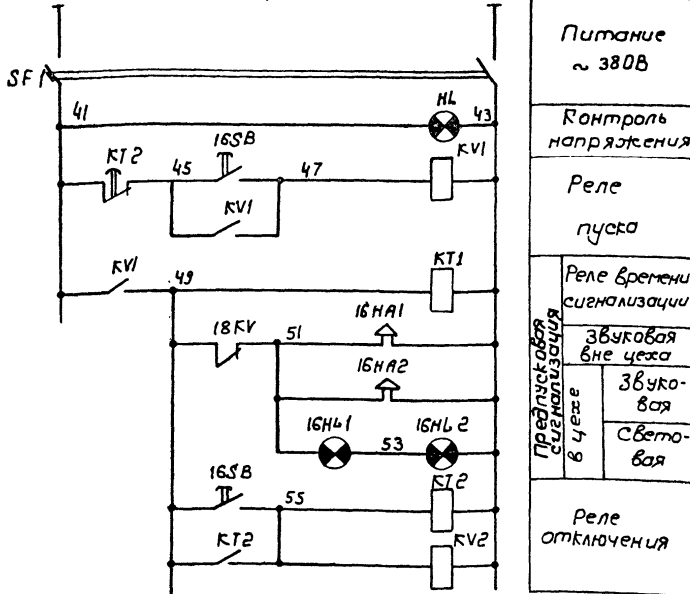 Питание
~ 380В
SF1
41
HL
43
Контроль
напряжения
KT2
45
16SB
47
KV1
KV1
Реле
пуска
KV1
49
KT1
Реле времени
сигнализации
18KV
51
16HA1
Звуковая
вне цеха
16HA2
Предпусковая
сигнализация
в цехе
Звуко-
вая
16HL1
53
16HL2
Свето-
вая
16SB
55
KT2
KT2
KV2
Реле
отключения